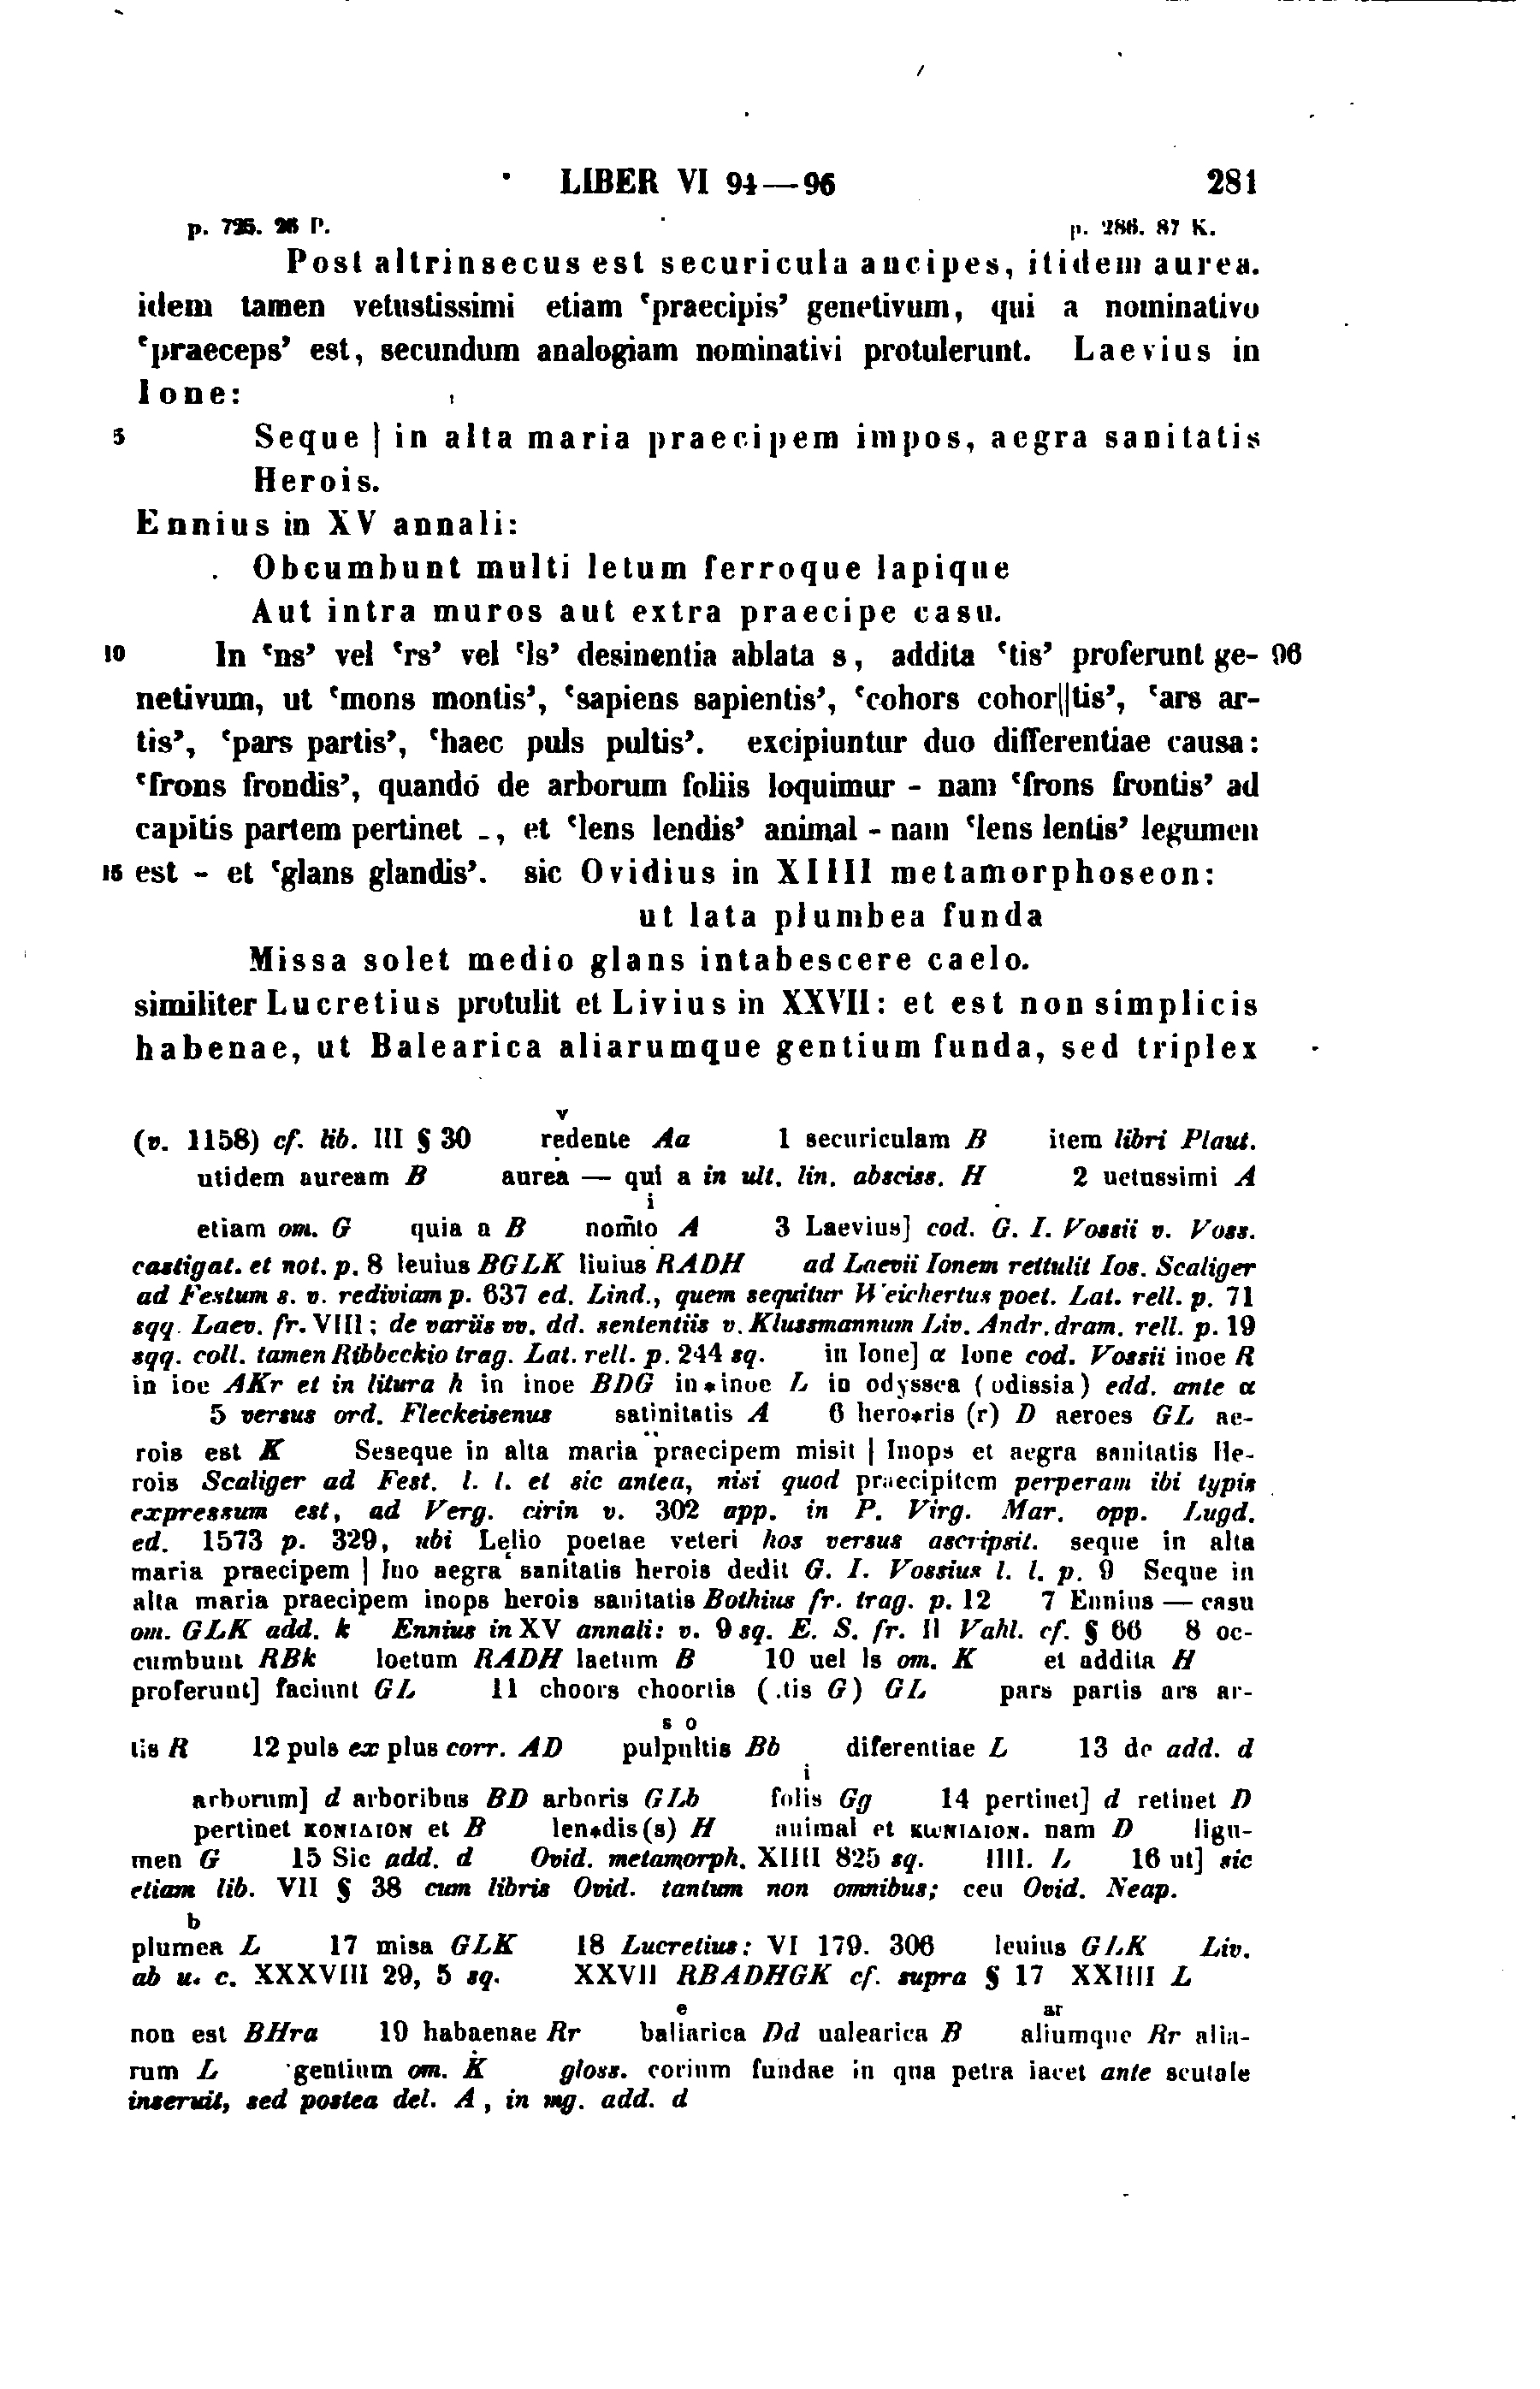 LIBER VI 94—96 281
p. 725. 26 P. p. 286. 87 K.
Post altrinsecus est securicula ancipes, itidem aurea.
idem tamen vetustissimi etiam ‘praecipis’ genetivum, qui a nominativo
‘praeceps’ est, secundum analogiam nominativi protulerunt. Laevius in
Ione:
5 Seque | in alta maria praecipem impos, aegra sanitatis
Herois.
Ennius in XV annali:
Obcumbunt multi letum ferroque lapique
Aut intra muros aut extra praecipe casu.
10 In ‘ns’ vel ‘rs’ vel ‘ls’ desinentia ablata s, addita ‘tis’ proferunt ge- 96
netivum, ut ‘mons montis’, ‘sapiens sapientis’, ‘cohors cohor||tis’, ‘ars ar-
tis’, ‘pars partis’, ‘haec puls pultis’. excipiuntur duo differentiae causa:
‘frons frondis’, quando de arborum foliis loquimur - nam ‘frons frontis’ ad
capitis partem pertinet -, et ‘lens lendis’ animal - nam ‘lens lentis’ legumen
15 est - et ‘glans glandis’. sic Ovidius in XIIII metamorphoseon:
ut lata plumbea funda
Missa solet medio glans intabescere caelo.
similiter Lucretius protulit et Livius in XXVII: et est non simplicis
habenae, ut Balearica aliarumque gentium funda, sed triplex
v
(v. 1158) cf. lib. III § 30 redente Aa 1 securiculam B item libri Plaut.
utidem auream B aurea — qui a in ult. lin. absciss. H 2 uetussimi A
i
etiam om. G quia a B nom̄to A 3 Laevius] cod. G. I. Vossii v. Voss.
castigat. et not. p. 8 leuius BGLK liuius RADH ad Laevii Ionem rettulit Ios. Scaliger
ad Festum s. v. rediviam p. 637 ed. Lind., quem sequitur Weichertus poet. Lat. rell. p. 71
sqq. Laev. fr. VIII; de variis vv. dd. sententiis v. Klussmannum Liv. Andr. dram. rell. p. 19
sqq. coll. tamen Ribbeckio trag. Lat. rell. p. 244 sq. in Ione] α Ione cod. Vossii inoe R
in ioe AKr et in litura h in inoe BDG in*inoe L in odyssea (odissia) edd. ante α
5 versus ord. Fleckeisenus satinitatis A 6 hero*ris (r) D aeroes GL ae-
rois est K Seseque in alta maria praecipem misit | Inops et aegra sanitatis He-
rois Scaliger ad Fest. l. l. et sic antea, nisi quod praecipitem perperam ibi typis
expressum est, ad Verg. cirin v. 302 app. in P. Virg. Mar. opp. Lugd.
ed. 1573 p. 329, ubi Lelio poetae veteri hos versus ascripsit. seque in alta
maria praecipem | Ino aegra sanitatis herois dedit G. I. Vossius l. l. p. 9 Seque in
alta maria praecipem inops herois sanitatis Bothius fr. trag. p. 12 7 Ennius — casu
om. GLK add. k Ennius in XV annali: v. 9 sq. E. S. fr. II Vahl. cf. § 66 8 oc-
cumbunt RBk loetum RADH laetum B 10 uel ls om. K et addita H
proferunt] faciunt GL 11 choors choortis (.tis G) GL pars partis ars ar-
s o
tis R 12 puls ex plus corr. AD pulpultis Bb diferentiae L 13 de add. d
i
arborum] d arboribus BD arboris GLb folis Gg 14 pertinet] d retinet D
pertinet ΚΟΝΙΔΙΟΝ et B len*dis(s) H animal et ΚωΝΙΔΙΟΝ. nam D ligu-
men G 15 Sic add. d Ovid. metamorph. XIIII 825 sq. IIII. L 16 ut] sic
etiam lib. VII § 38 cum libris Ovid. tantum non omnibus; ceu Ovid. Neap.
b
plumea L 17 misa GLK 18 Lucretius: VI 179. 306 leuius GLK Liv.
ab u. c. XXXVIII 29, 5 sq. XXVII RBADHGK cf. supra § 17 XXIIII L
e ar
non est BHra 19 habaenae Rr baliarica Dd ualearica B aliumque Rr alia-
rum L gentium om. K gloss. corium fundae in qua petra iacet ante scutale
inseruit, sed postea del. A, in mg. add. d